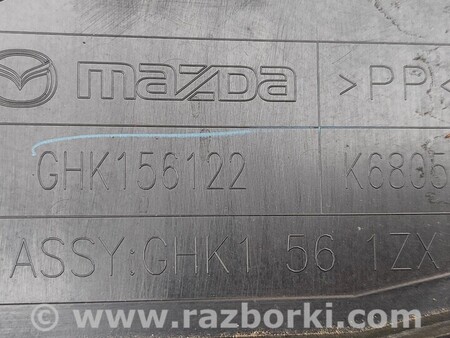 mazda >PP<
GHK156122 K6805
ASSY:GHK1 56 1ZX
www.razborki.com